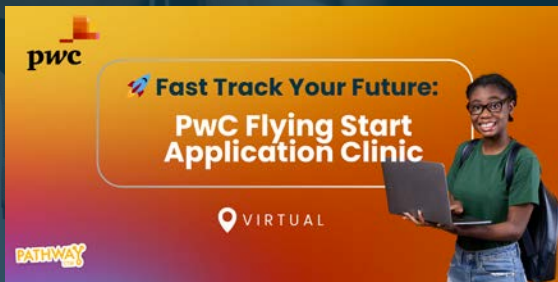 pwc
Fast Track Your Future:
PwC Flying Start
Application Clinic
VIRTUAL
PATHWAY